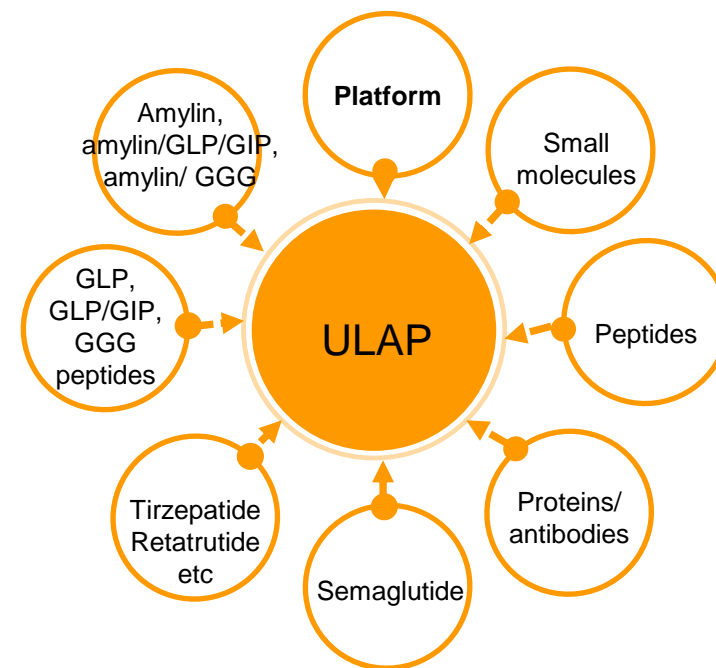 Platform
Small
molecules
Peptides
Proteins/
antibodies
Semaglutide
Tirzepatide
Retatrutide
etc
GLP,
GLP/GIP,
GGG
peptides
Amylin,
amylin/GLP/GIP,
amylin/ GGG
ULAP